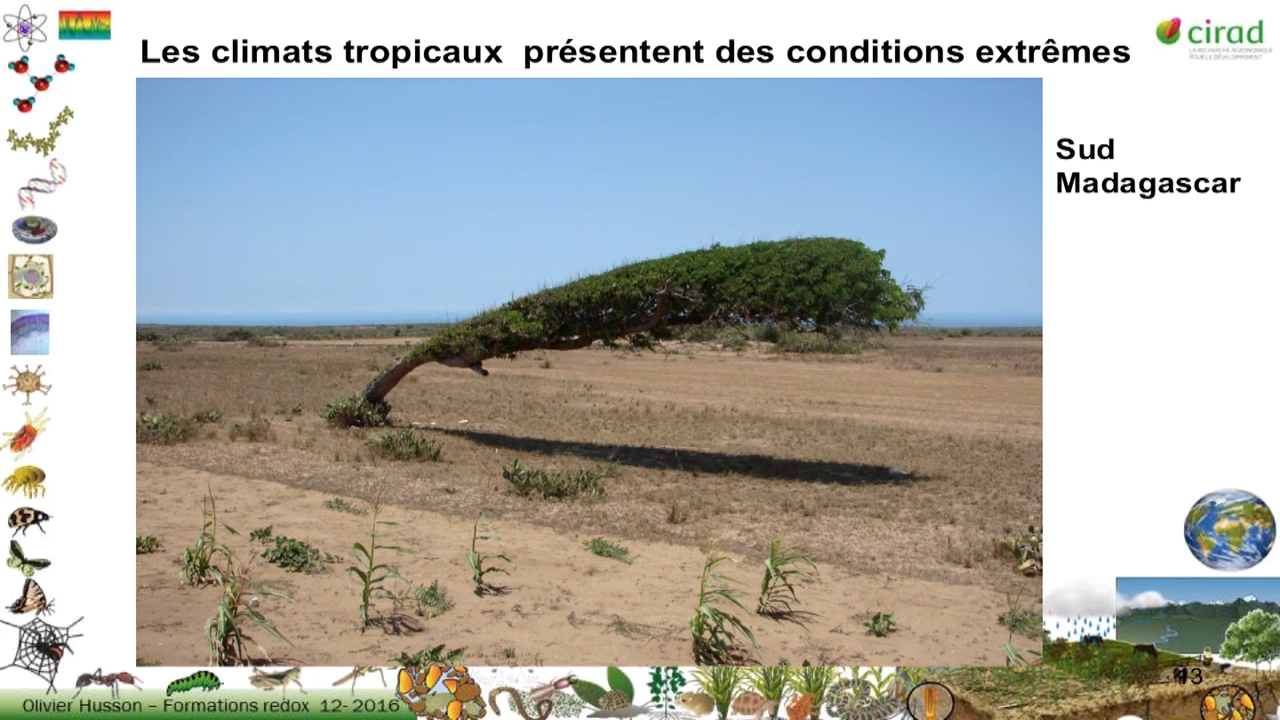 Les climats tropicaux présentent des conditions extrêmes
cirad
LA RECHERCHE AGRONOMIQUE
POUR LE DÉVELOPPEMENT
Sud
Madagascar
Olivier Husson – Formations redox 12- 2016